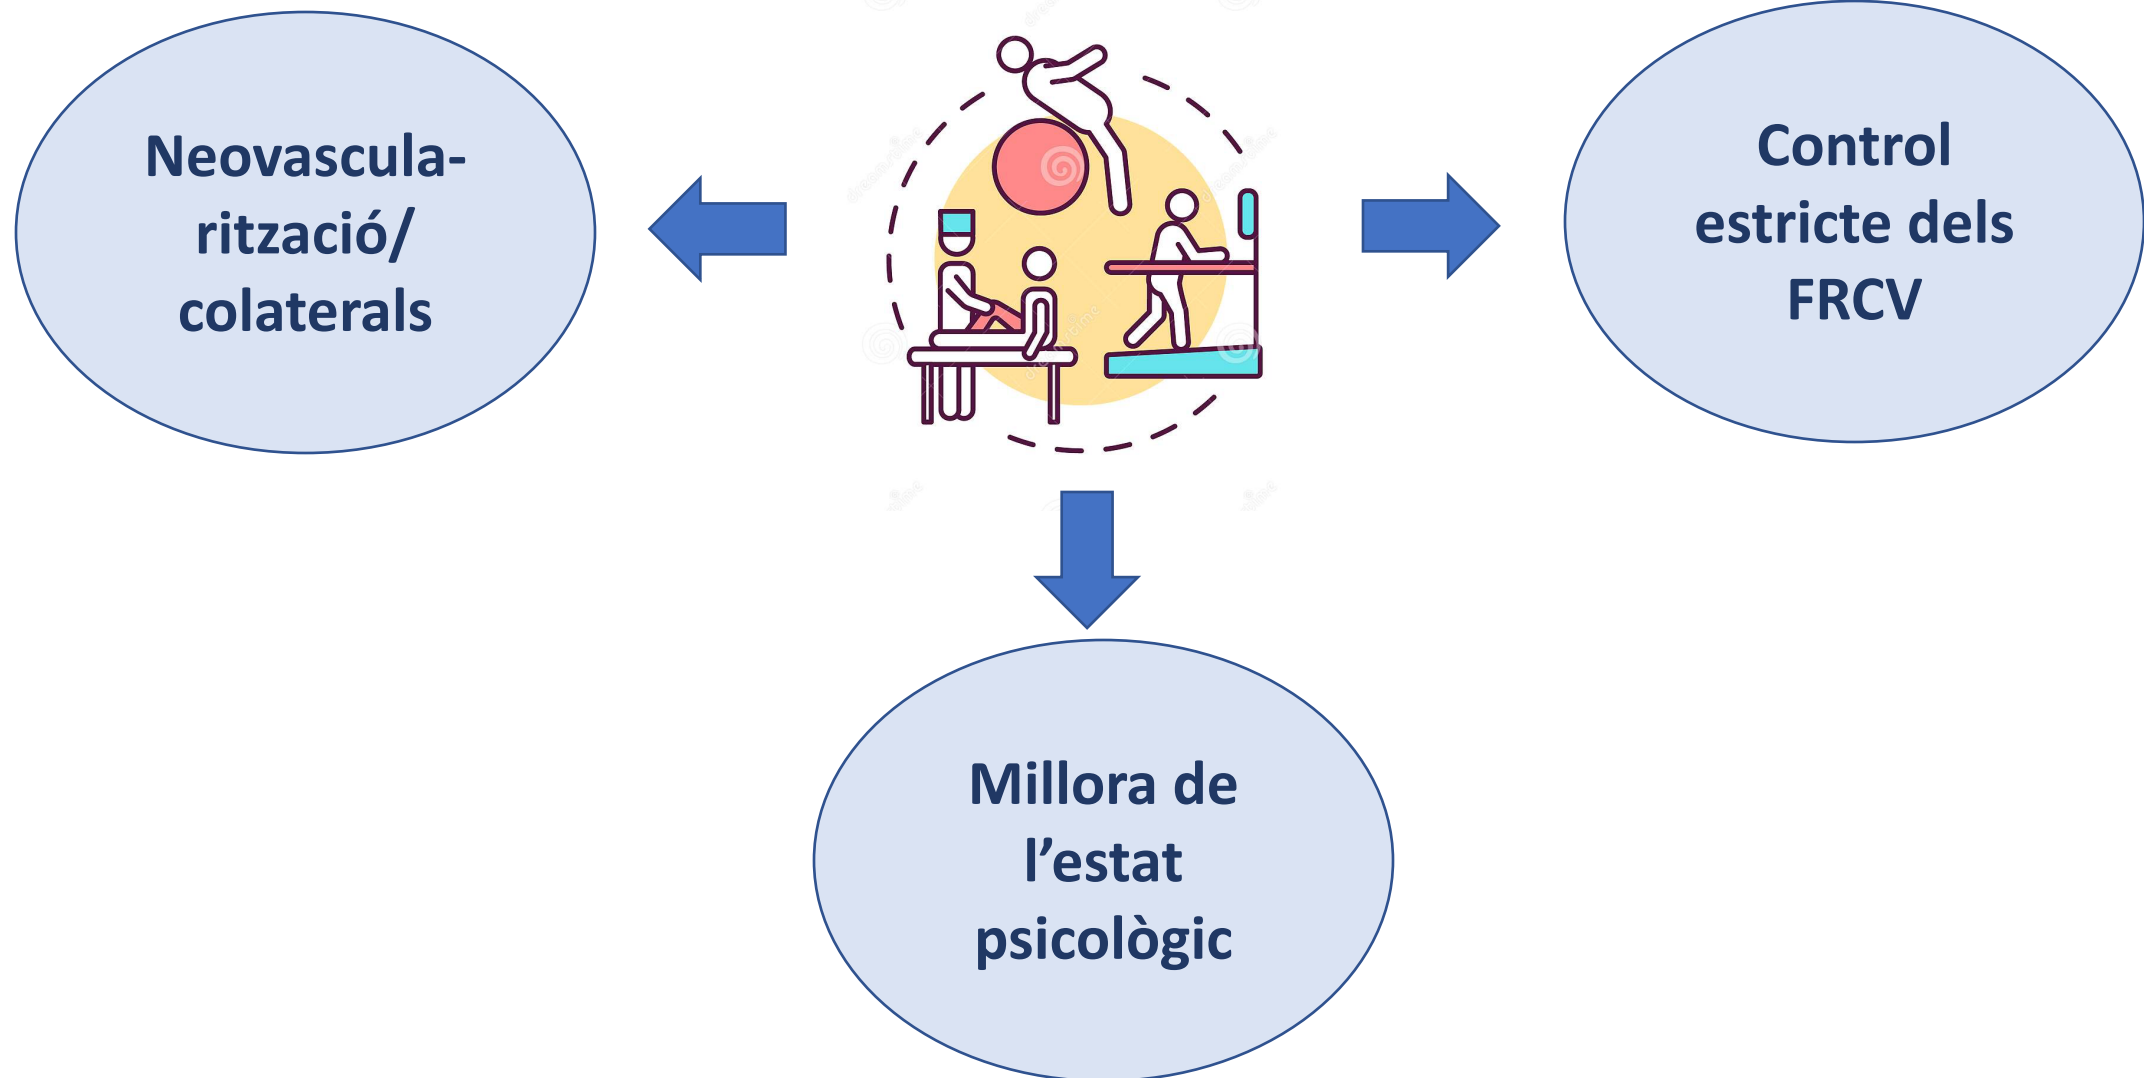 Neovascula-
rització/
colaterals
Control
estricte dels
FRCV
Millora de
l’estat
psicològic